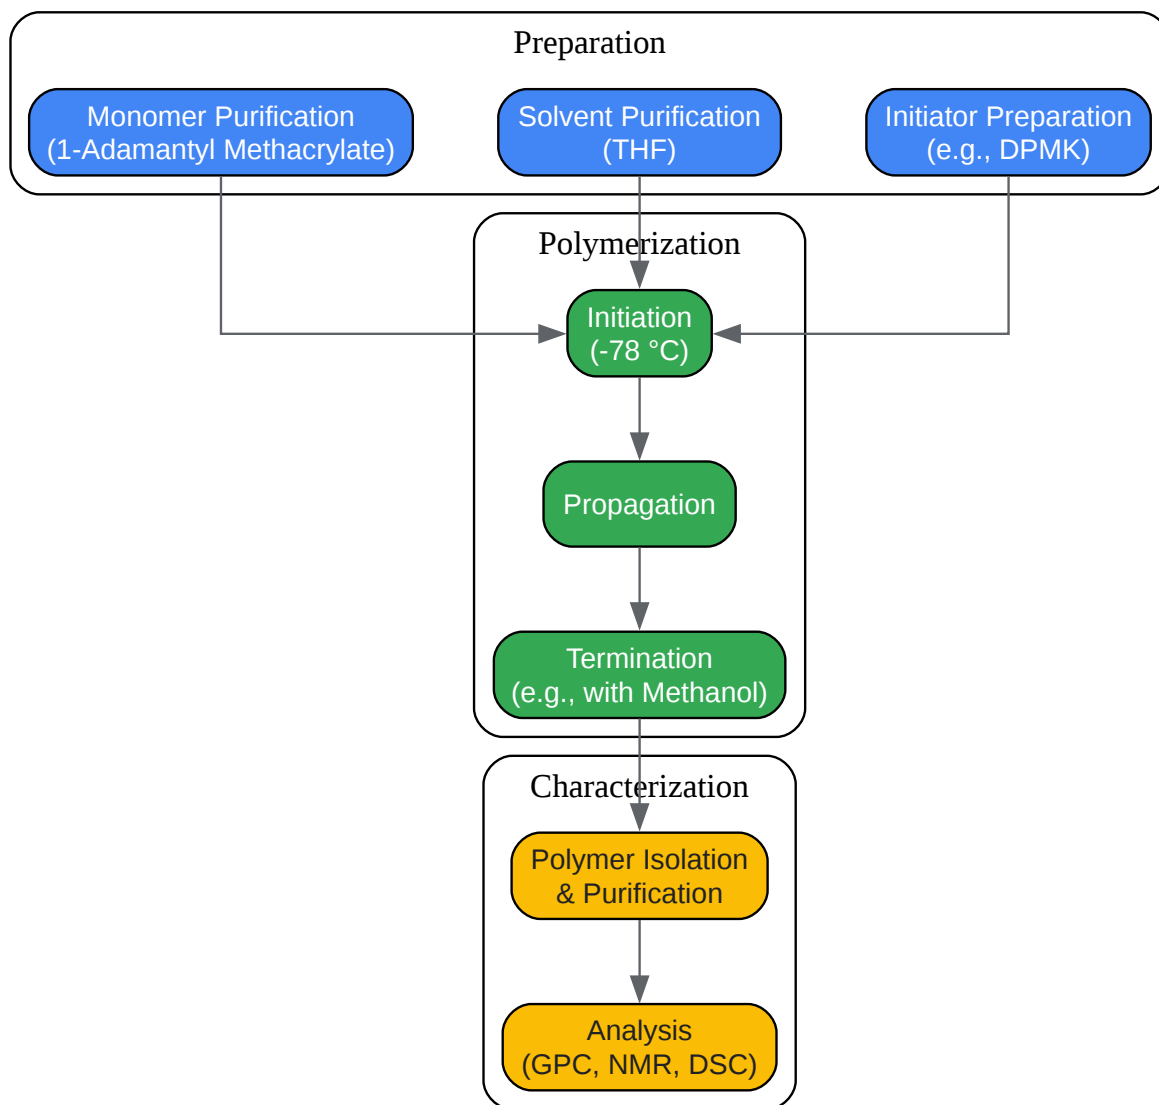 Preparation
Monomer Purification
(1-Adamantyl Methacrylate)
Solvent Purification
(THF)
Initiator Preparation
(e.g., DPMK)
Polymerization
Initiation
(-78 °C)
Propagation
Termination
(e.g., with Methanol)
Characterization
Polymer Isolation
& Purification
Analysis
(GPC, NMR, DSC)